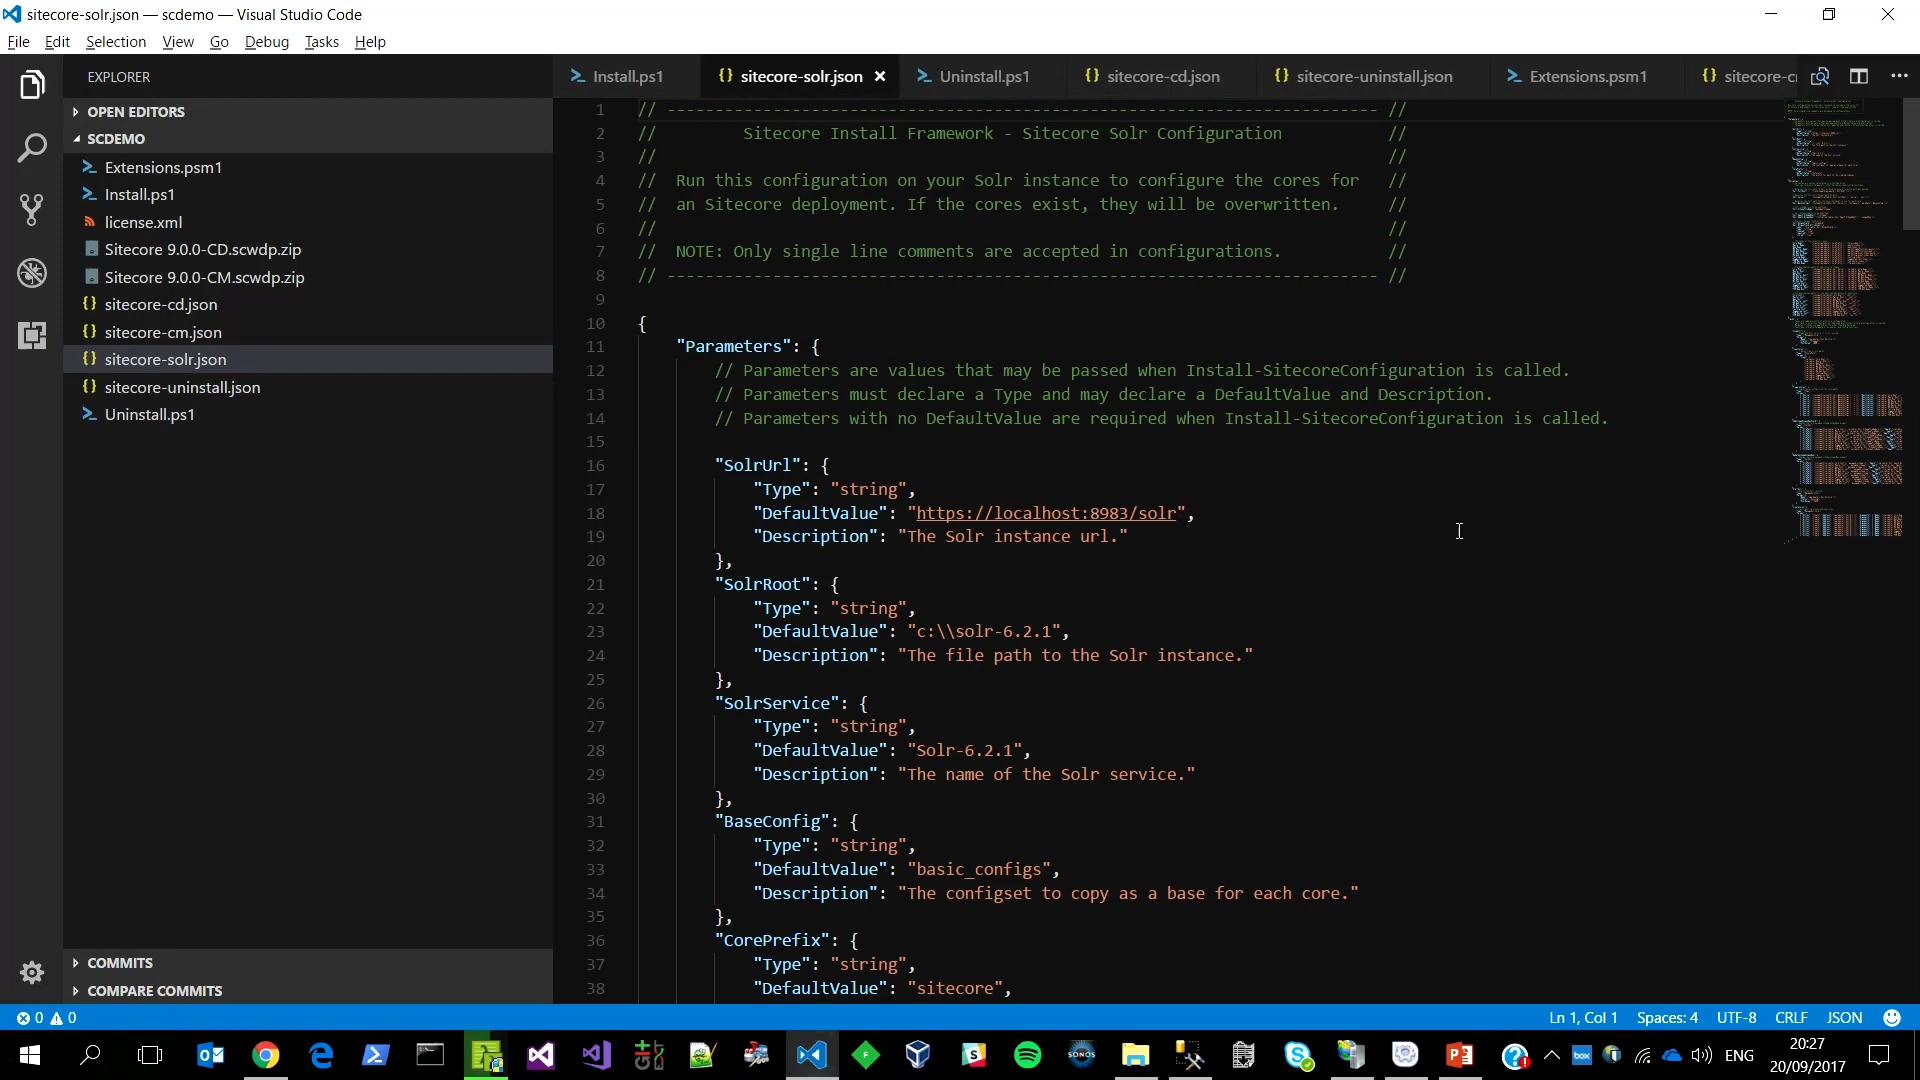 sitecore-solr.json — scdemo — Visual Studio Code
File Edit Selection View Go Debug Tasks Help
EXPLORER
OPEN EDITORS
SCDEMO
Extensions.psm1
Install.ps1
license.xml
Sitecore 9.0.0-CD.scwdp.zip
Sitecore 9.0.0-CM.scwdp.zip
sitecore-cd.json
sitecore-cm.json
sitecore-solr.json
sitecore-uninstall.json
Uninstall.ps1
COMMITS
COMPARE COMMITS
Install.ps1 sitecore-solr.json Uninstall.ps1 sitecore-cd.json sitecore-uninstall.json Extensions.psm1 sitecore-c
1 // -------------------------------------------------------------------------- //
2 // Sitecore Install Framework - Sitecore Solr Configuration //
3 // //
4 // Run this configuration on your Solr instance to configure the cores for //
5 // an Sitecore deployment. If the cores exist, they will be overwritten. //
6 // //
7 // NOTE: Only single line comments are accepted in configurations. //
8 // -------------------------------------------------------------------------- //
9
10 {
11 "Parameters": {
12 // Parameters are values that may be passed when Install-SitecoreConfiguration is called.
13 // Parameters must declare a Type and may declare a DefaultValue and Description.
14 // Parameters with no DefaultValue are required when Install-SitecoreConfiguration is called.
15
16 "SolrUrl": {
17 "Type": "string",
18 "DefaultValue": "https://localhost:8983/solr",
19 "Description": "The Solr instance url."
20 },
21 "SolrRoot": {
22 "Type": "string",
23 "DefaultValue": "c:\\solr-6.2.1",
24 "Description": "The file path to the Solr instance."
25 },
26 "SolrService": {
27 "Type": "string",
28 "DefaultValue": "Solr-6.2.1",
29 "Description": "The name of the Solr service."
30 },
31 "BaseConfig": {
32 "Type": "string",
33 "DefaultValue": "basic_configs",
34 "Description": "The configset to copy as a base for each core."
35 },
36 "CorePrefix": {
37 "Type": "string",
38 "DefaultValue": "sitecore",
0 0 Ln 1, Col 1 Spaces: 4 UTF-8 CRLF JSON
SONOS box ENG 20:27
20/09/2017